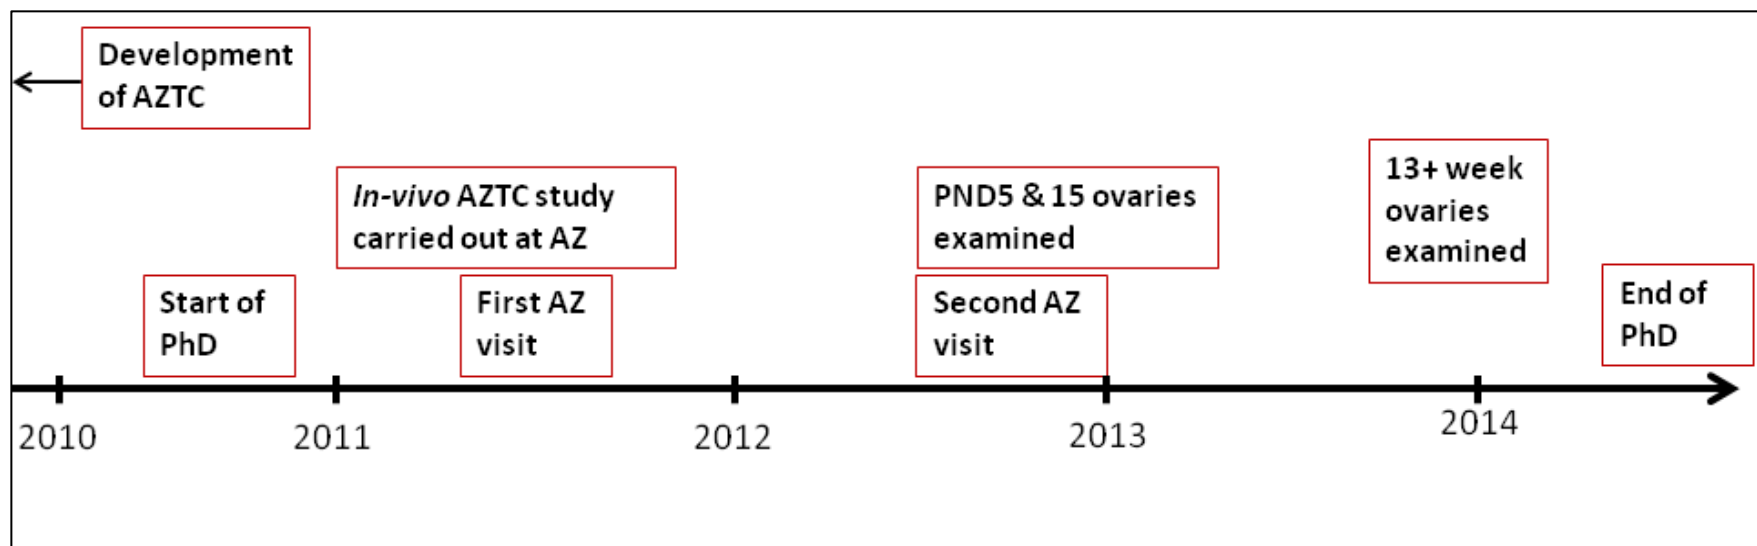 Development
of AZTC
In-vivo AZTC study
carried out at AZ
PND5 & 15 ovaries
examined
13+ week
ovaries
examined
Start of
PhD
First AZ
visit
Second AZ
visit
End of
PhD
2010
2011
2012
2013
2014